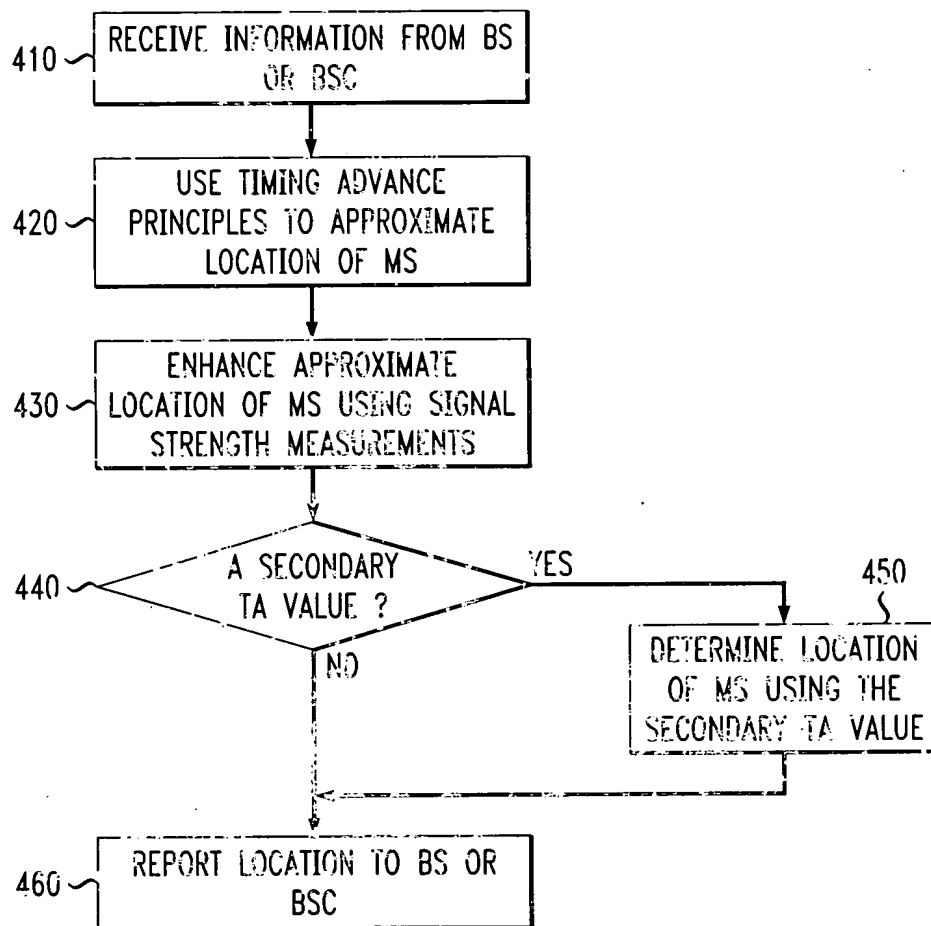 410
RECEIVE INFORMATION FROM BS
OR BSC
420
USE TIMING ADVANCE
PRINCIPLES TO APPROXIMATE
LOCATION OF MS
430
ENHANCE APPROXIMATE
LOCATION OF MS USING SIGNAL
STRENGTH MEASUREMENTS
440
A SECONDARY
TA VALUE ?
YES
NO
450
DETERMINE LOCATION
OF MS USING THE
SECONDARY TA VALUE
460
REPORT LOCATION TO BS OR
BSC